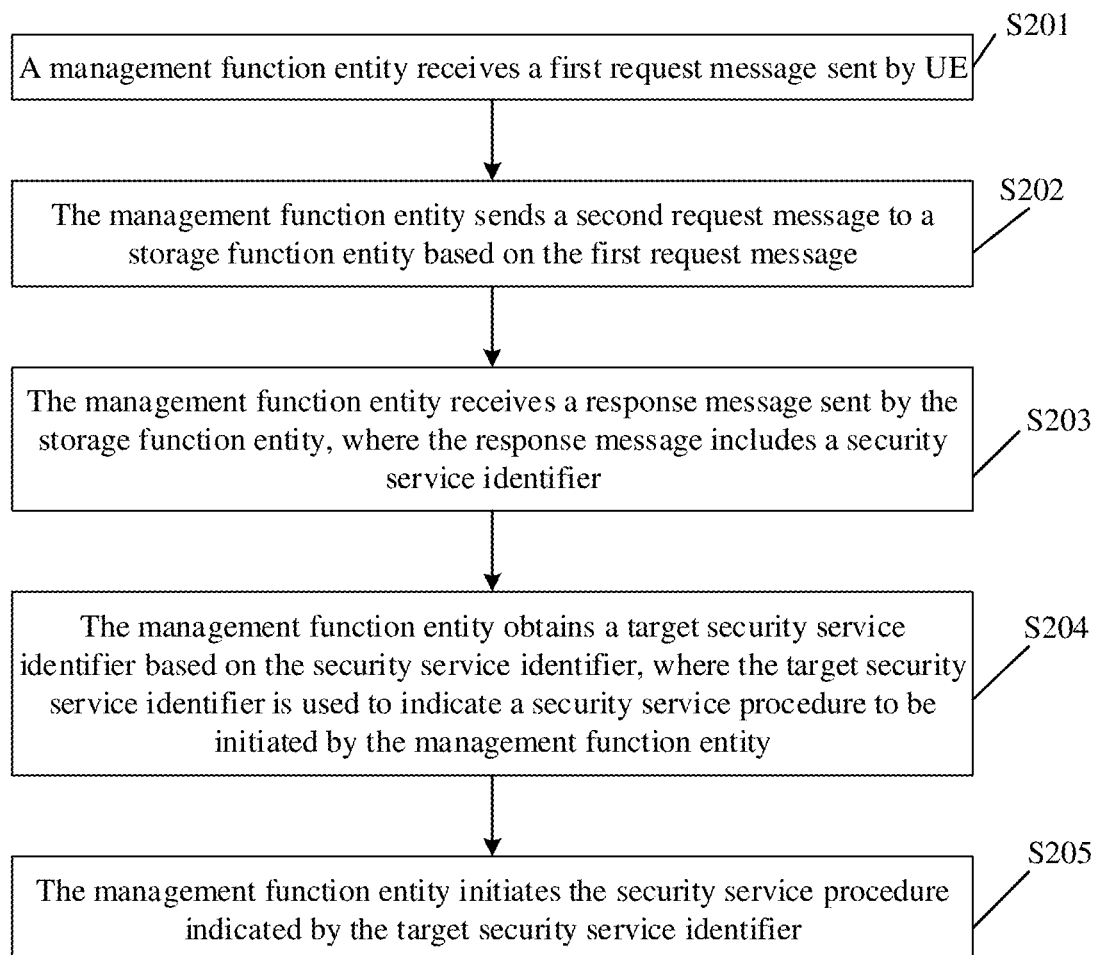 S201
A management function entity receives a first request message sent by UE
S202
The management function entity sends a second request message to a
storage function entity based on the first request message
S203
The management function entity receives a response message sent by the
storage function entity, where the response message includes a security
service identifier
S204
The management function entity obtains a target security service
identifier based on the security service identifier, where the target security
service identifier is used to indicate a security service procedure to be
initiated by the management function entity
S205
The management function entity initiates the security service procedure
indicated by the target security service identifier